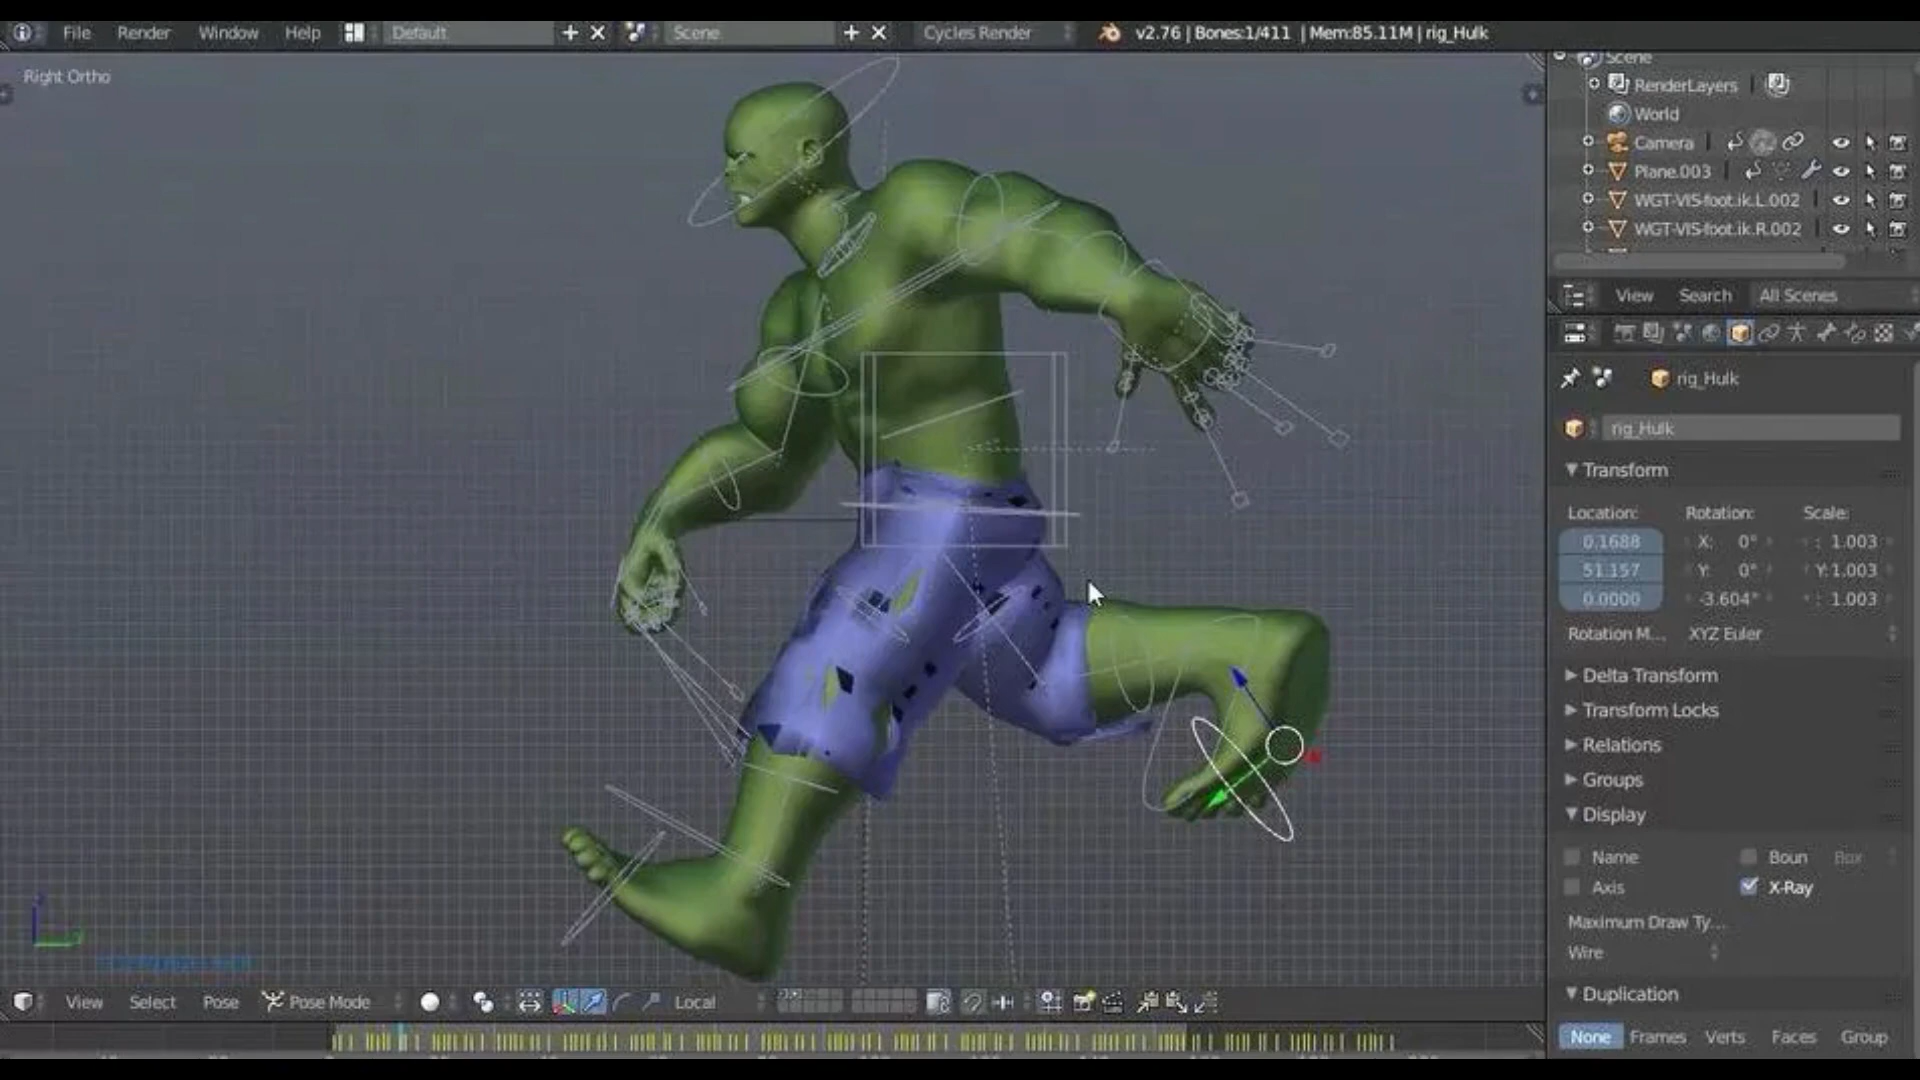 File Render Window Help Default Scene Cycles Render v2.76 | Bones:1/411 | Mem:85.11M | rig_Hulk
Right Ortho
Scene
RenderLayers
World
Camera
Plane.003
WGT-VIS-foot.ik.L.002
WGT-VIS-foot.ik.R.002
View Search All Scenes
rig_Hulk
rig_Hulk
Transform
Location: Rotation: Scale:
0.1688 X: 0° : 1.003
51.157 Y: 0° Y: 1.003
0.0000 -3.604° : 1.003
Rotation M... XYZ Euler
Delta Transform
Transform Locks
Relations
Groups
Display
Name Boun Box
Axis X-Ray
Maximum Draw Ty...
Wire
Duplication
None Frames Verts Faces Group
View Select Pose Pose Mode Local